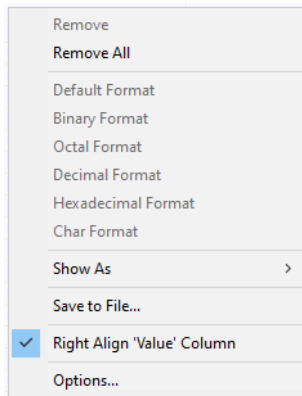 Remove
Remove All
Default Format
Binary Format
Octal Format
Decimal Format
Hexadecimal Format
Char Format
Show As
Save to File...
Right Align 'Value' Column
Options...